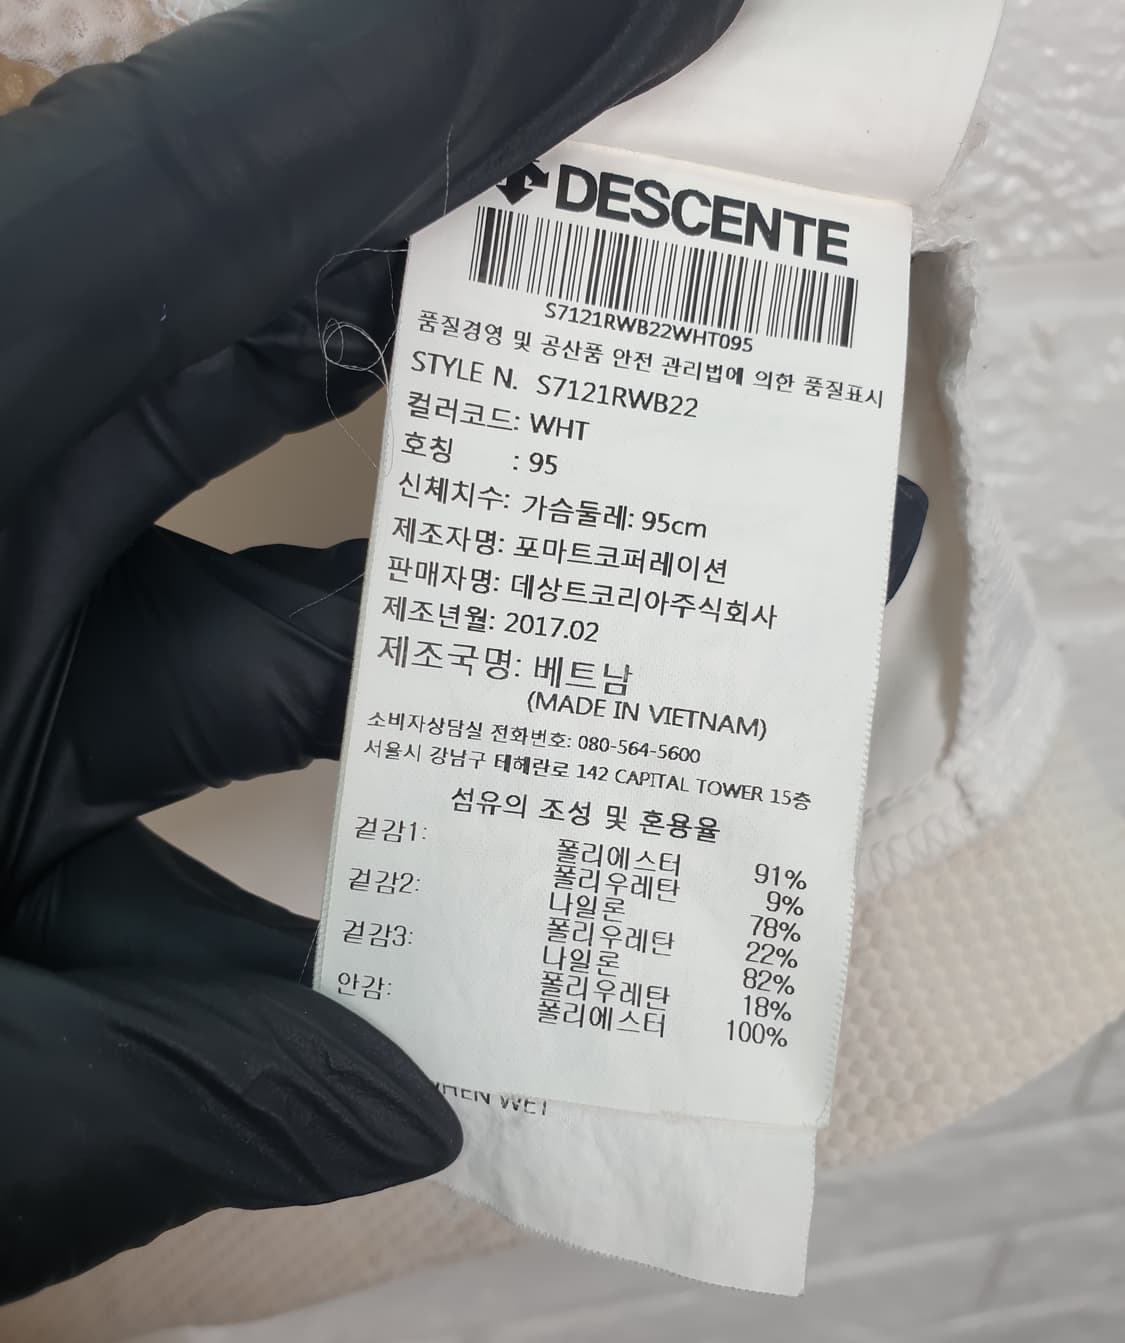 DESCENTE
S7121RWB22WHT095
품질경영 및 공산품 안전 관리법에 의한 품질표시
STYLE N. S7121RWB22
컬러코드: WHT
호칭 : 95
신체치수: 가슴둘레: 95cm
제조자명: 포마트코퍼레이션
판매자명: 데상트코리아주식회사
제조년월: 2017.02
제조국명: 베트남
(MADE IN VIETNAM)
소비자상담실 전화번호: 080-564-5600
서울시 강남구 테헤란로 142 CAPITAL TOWER 15층
섬유의 조성 및 혼용율
겉감1: 폴리에스터 91%
폴리우레탄 9%
겉감2: 나일론 78%
폴리우레탄 22%
겉감3: 나일론 82%
폴리우레탄 18%
안감: 폴리에스터 100%
WHEN WET